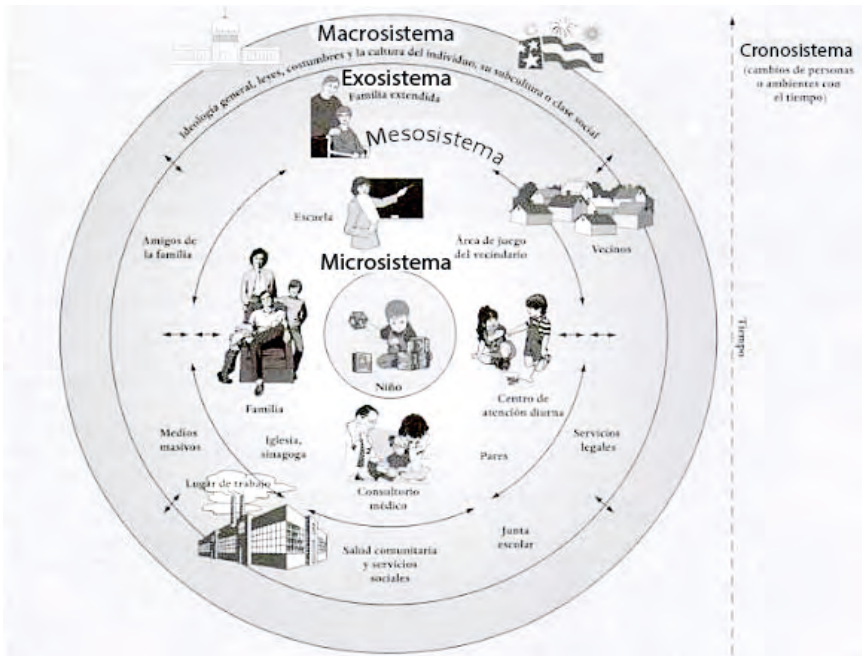 Macrosistema
Ideología general, leyes, costumbres y la cultura del individuo, su subcultura o clase social
Exosistema
Familia extendida
Mesosistema
Cronosistema
(cambios de personas
o ambientes con
el tiempo)
Escuela
Amigos de
la familia
Área de juego
del vecindario
Vecinos
Microsistema
Niño
Tiempo
Familia
Centro de
atención diurna
Medios
masivos
Iglesia,
sinagoga
Pares
Servicios
legales
Lugar de trabajo
Consultorio
médico
Junta
escolar
Salud comunitaria
y servicios
sociales